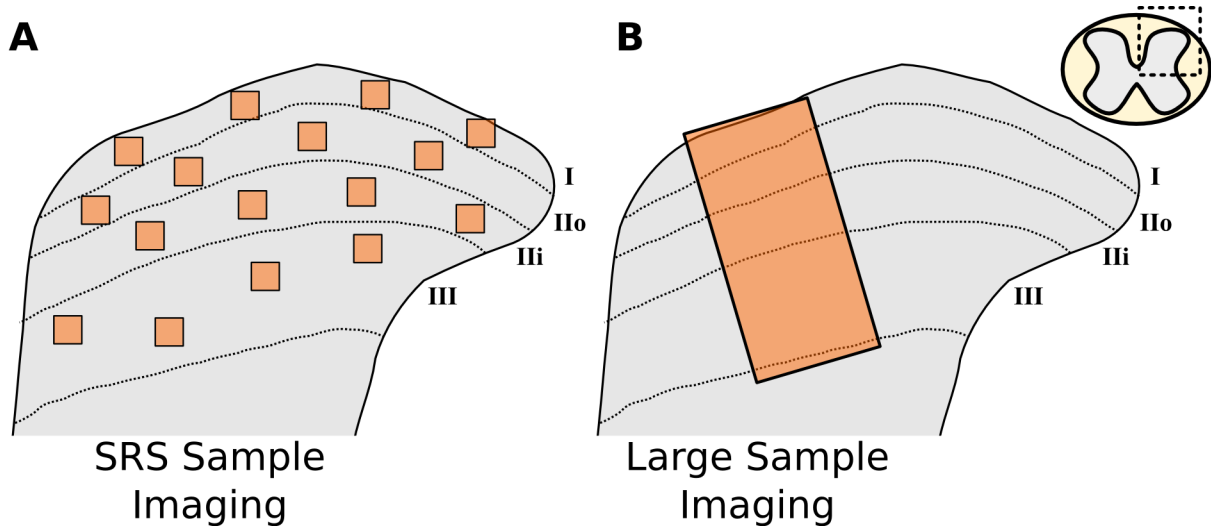 A
I
IIo
IIi
III
SRS Sample
Imaging
B
I
IIo
IIi
III
Large Sample
Imaging